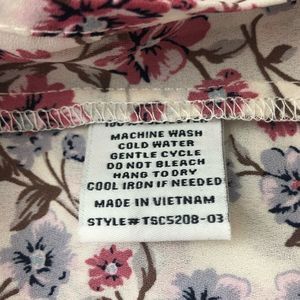 MACHINE WASH
COLD WATER
GENTLE CYCLE
DO NOT BLEACH
HANG TO DRY
COOL IRON IF NEEDED
MADE IN VIETNAM
STYLE# TSC5208-03